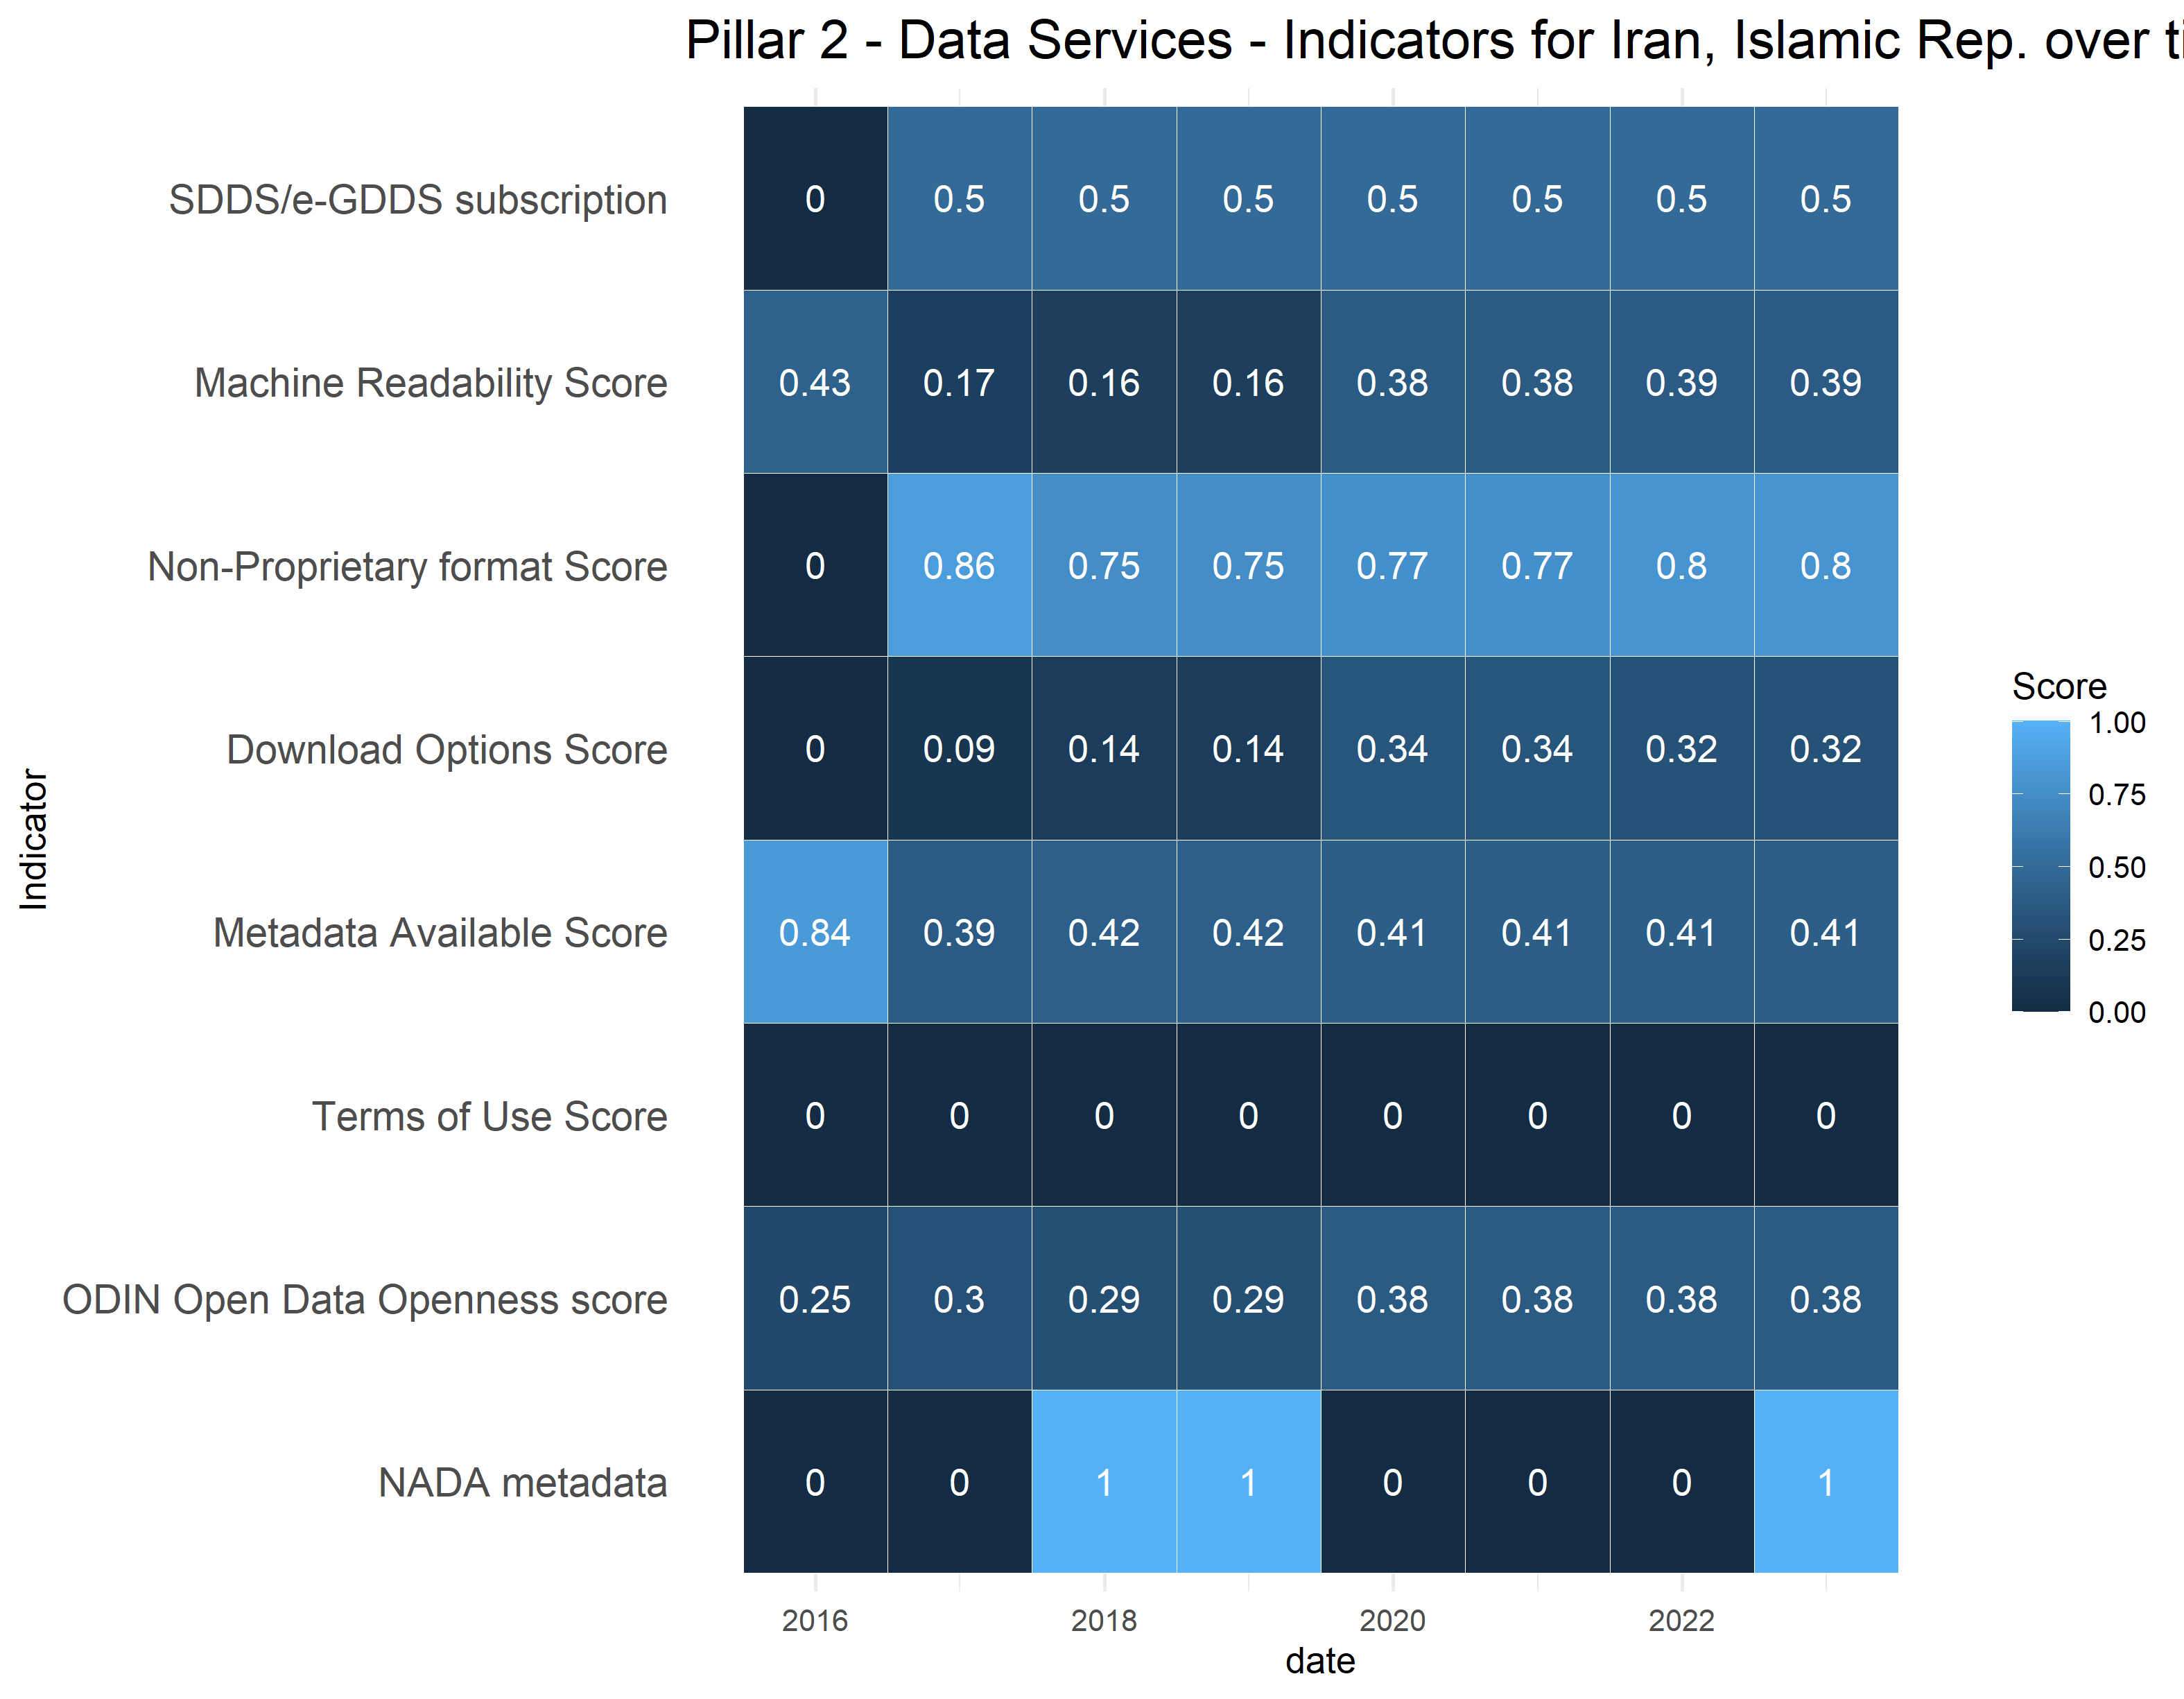 Pillar 2 - Data Services - Indicators for Iran, Islamic Rep. over ti
SDDS/e-GDDS subscription 0 0.5 0.5 0.5 0.5 0.5 0.5 0.5
Machine Readability Score 0.43 0.17 0.16 0.16 0.38 0.38 0.39 0.39
Non-Proprietary format Score 0 0.86 0.75 0.75 0.77 0.77 0.8 0.8
Download Options Score 0 0.09 0.14 0.14 0.34 0.34 0.32 0.32
Metadata Available Score 0.84 0.39 0.42 0.42 0.41 0.41 0.41 0.41
Terms of Use Score 0 0 0 0 0 0 0 0
ODIN Open Data Openness score 0.25 0.3 0.29 0.29 0.38 0.38 0.38 0.38
NADA metadata 0 0 1 1 0 0 0 1
2016 2018 2020 2022
date
Indicator
Score
1.00
0.75
0.50
0.25
0.00